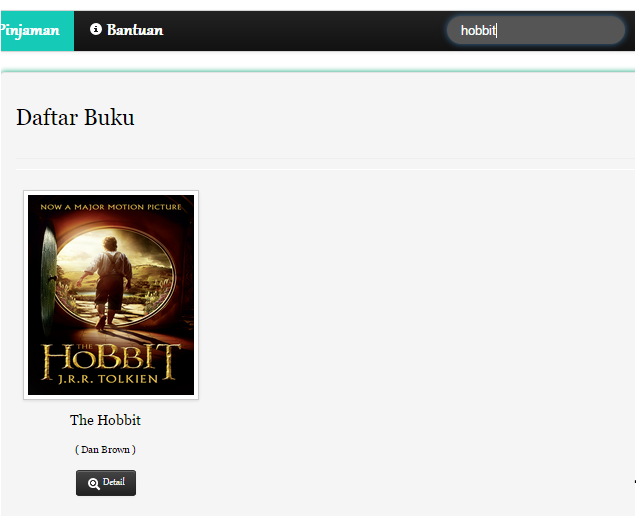 Pinjaman Bantuan hobbit
Daftar Buku
NOW A MAJOR MOTION PICTURE
THE
HOBBIT
J.R.R. TOLKIEN
The Hobbit
( Dan Brown )
Detail